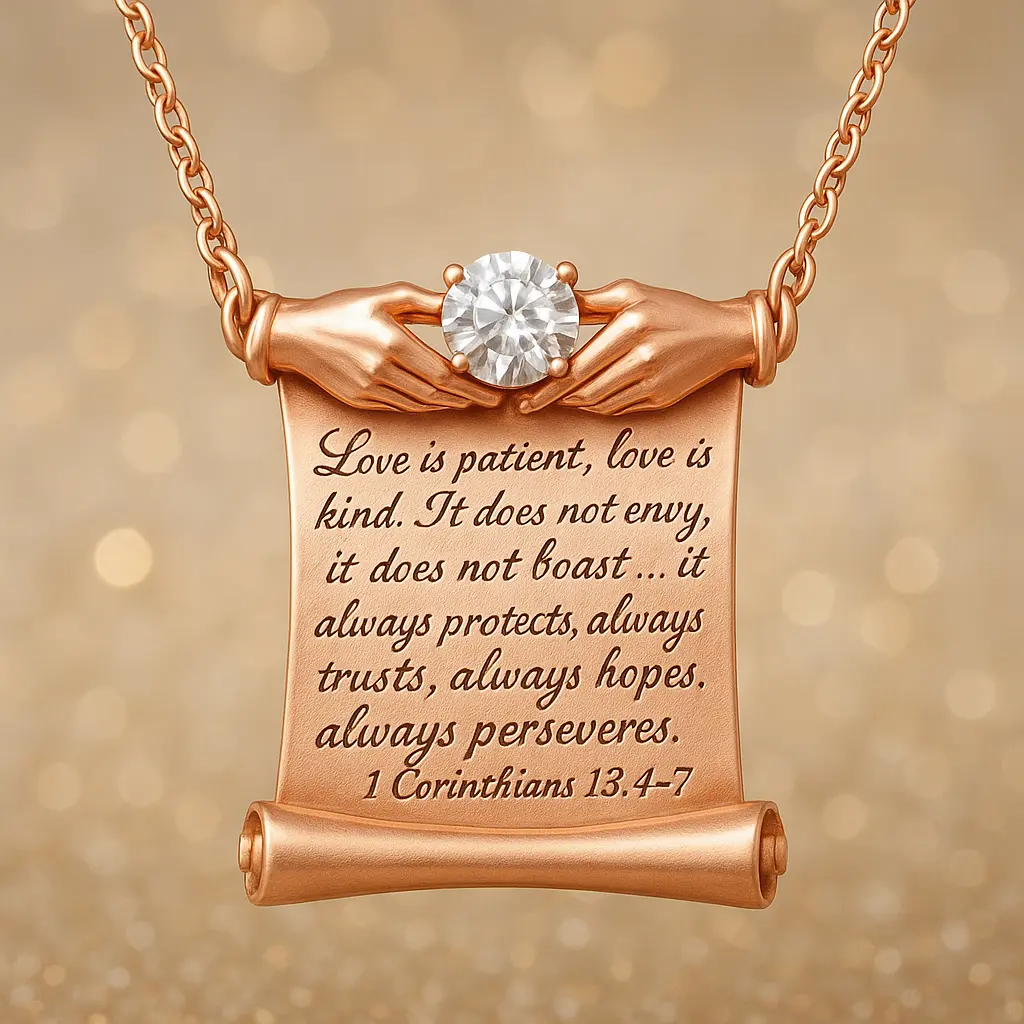 Love is patient, love is
kind. It does not envy,
it does not boast ... it
always protects, always
trusts, always hopes.
always perseveres.
1 Corinthians 13.4–7